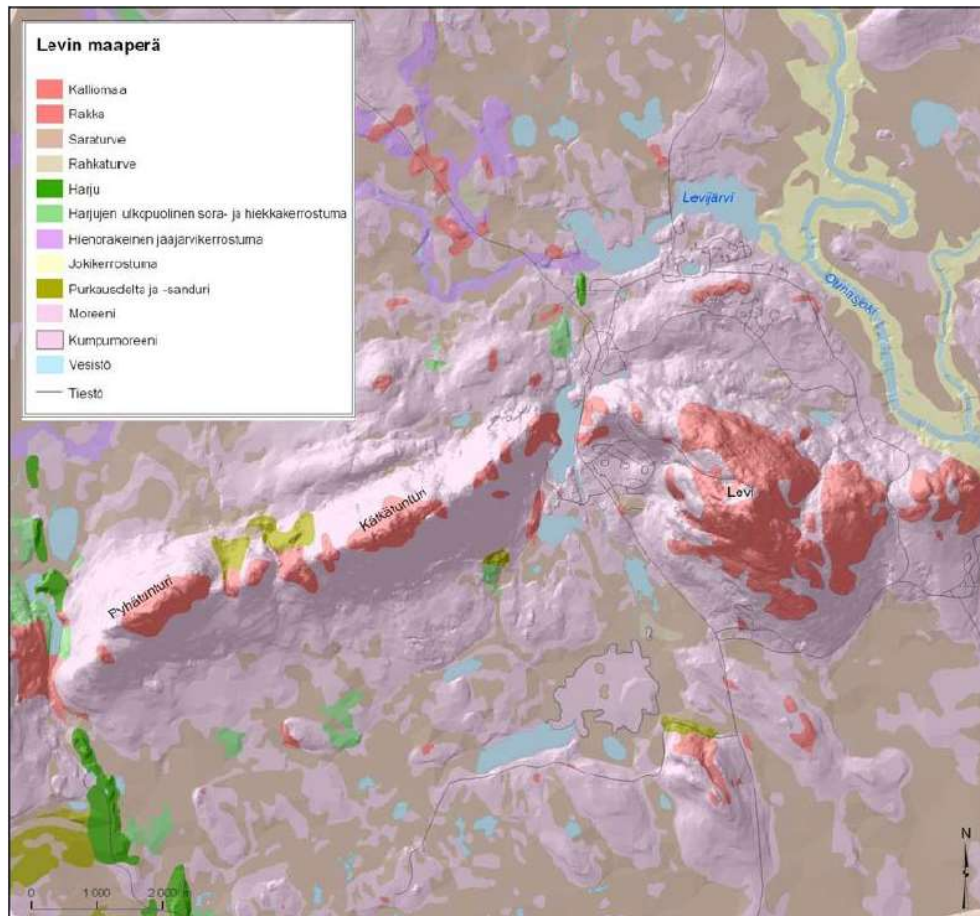 Levin maaperä
Kalliomaa
Rakka
Saraturve
Rahkaturve
Harju
Harjujen ulkopuolinen sora- ja hiekkakerrostuma
Hienorakeinen jääjärvikerrostuma
Jokikerrostuma
Purkausdelta ja -sanduri
Moreeni
Kumpumoreeni
Vesistö
Tiestö
Levijärvi
Ounasjoki
Levi
Kätkätunturi
Pyhätunturi
N
0 1 000 2 000